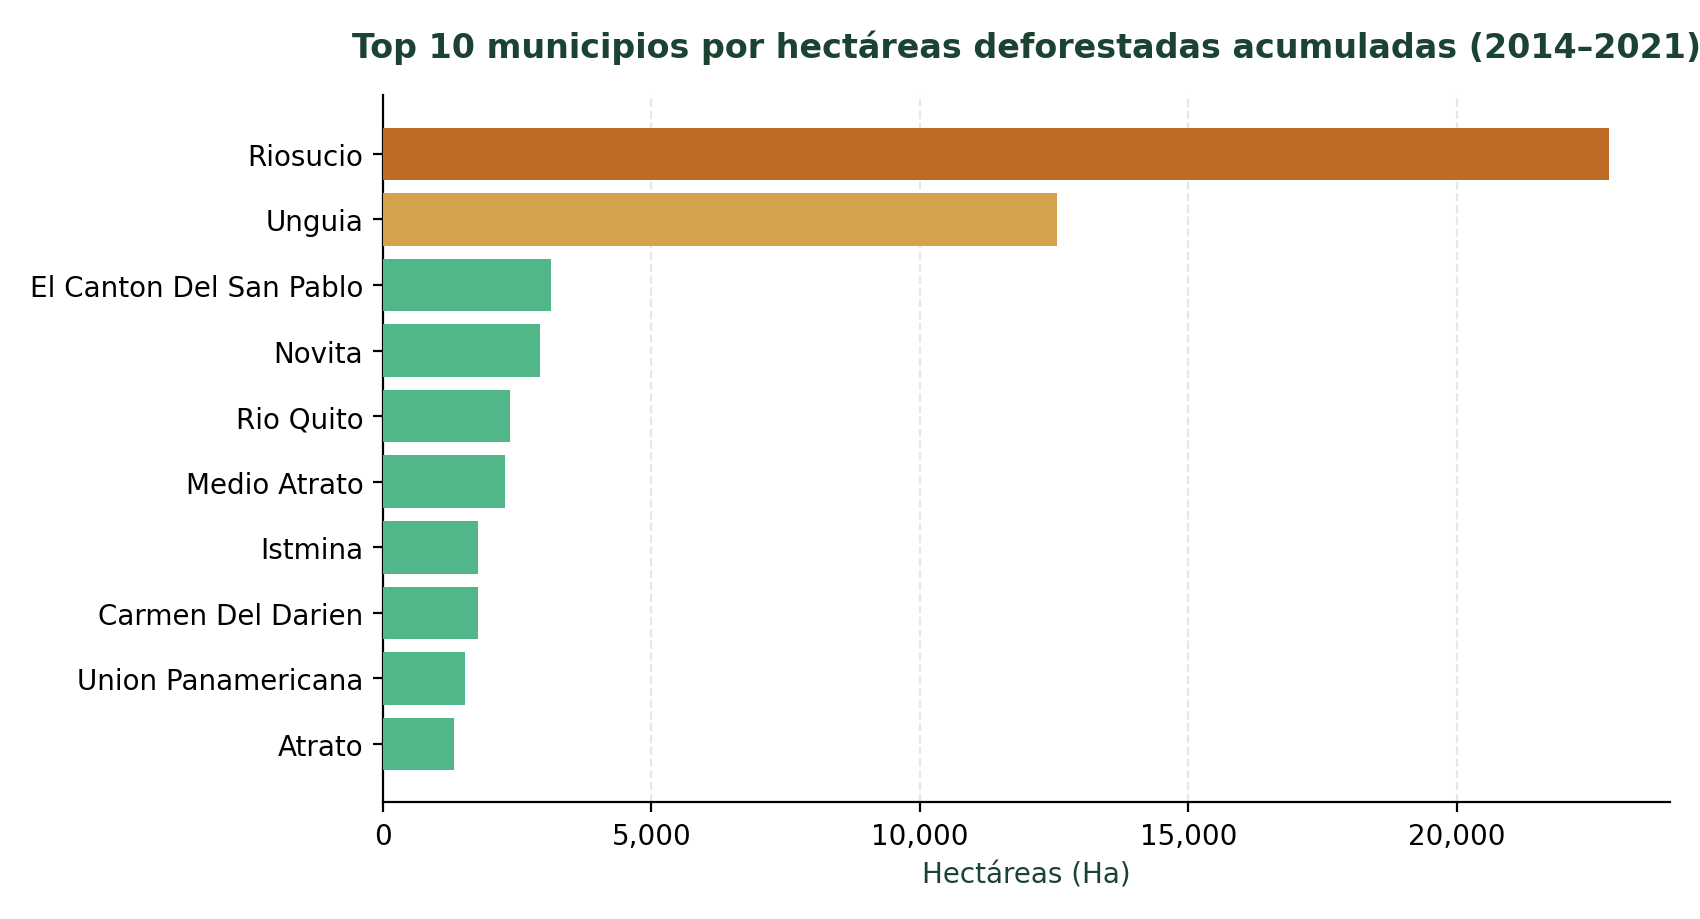 Top 10 municipios por hectáreas deforestadas acumuladas (2014–2021)
Riosucio
Unguia
El Canton Del San Pablo
Novita
Rio Quito
Medio Atrato
Istmina
Carmen Del Darien
Union Panamericana
Atrato
0 5,000 10,000 15,000 20,000
Hectáreas (Ha)